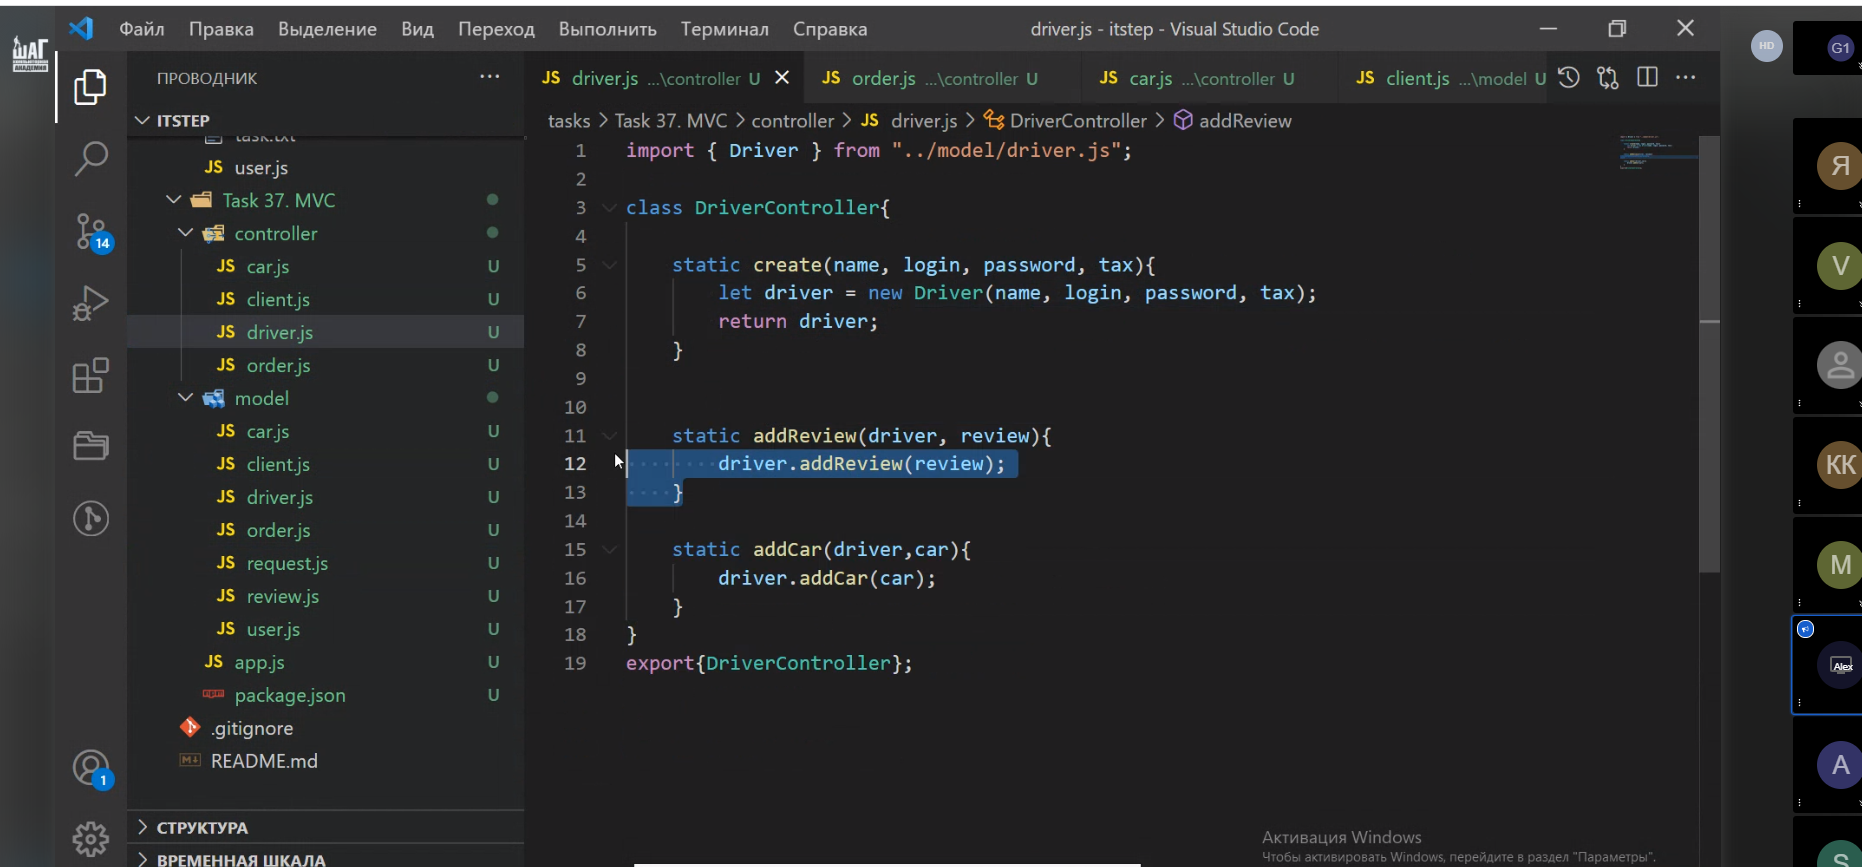 ШАГ
КОМПЬЮТЕРНАЯ АКАДЕМИЯ
Файл Правка Выделение Вид Переход Выполнить Терминал Справка
driver.js - itstep - Visual Studio Code
ПРОВОДНИК
ITSTEP
task.txt
JS user.js
Task 37. MVC
controller
JS car.js U
JS client.js U
JS driver.js U
JS order.js U
model
JS car.js U
JS client.js U
JS driver.js U
JS order.js U
JS request.js U
JS review.js U
JS user.js U
JS app.js U
package.json U
.gitignore
README.md
СТРУКТУРА
ВРЕМЕННАЯ ШКАЛА
14
1
JS driver.js ...\controller U
JS order.js ...\controller U
JS car.js ...\controller U
JS client.js ...\model U
tasks > Task 37. MVC > controller > JS driver.js > DriverController > addReview
1 import { Driver } from "../model/driver.js";
2
3 class DriverController{
4
5 static create(name, login, password, tax){
6 let driver = new Driver(name, login, password, tax);
7 return driver;
8 }
9
10
11 static addReview(driver, review){
12 driver.addReview(review);
13 }
14
15 static addCar(driver,car){
16 driver.addCar(car);
17 }
18 }
19 export{DriverController};
Активация Windows
Чтобы активировать Windows, перейдите в раздел "Параметры".
HD
G1
Я
V
КК
M
Alex
A
S